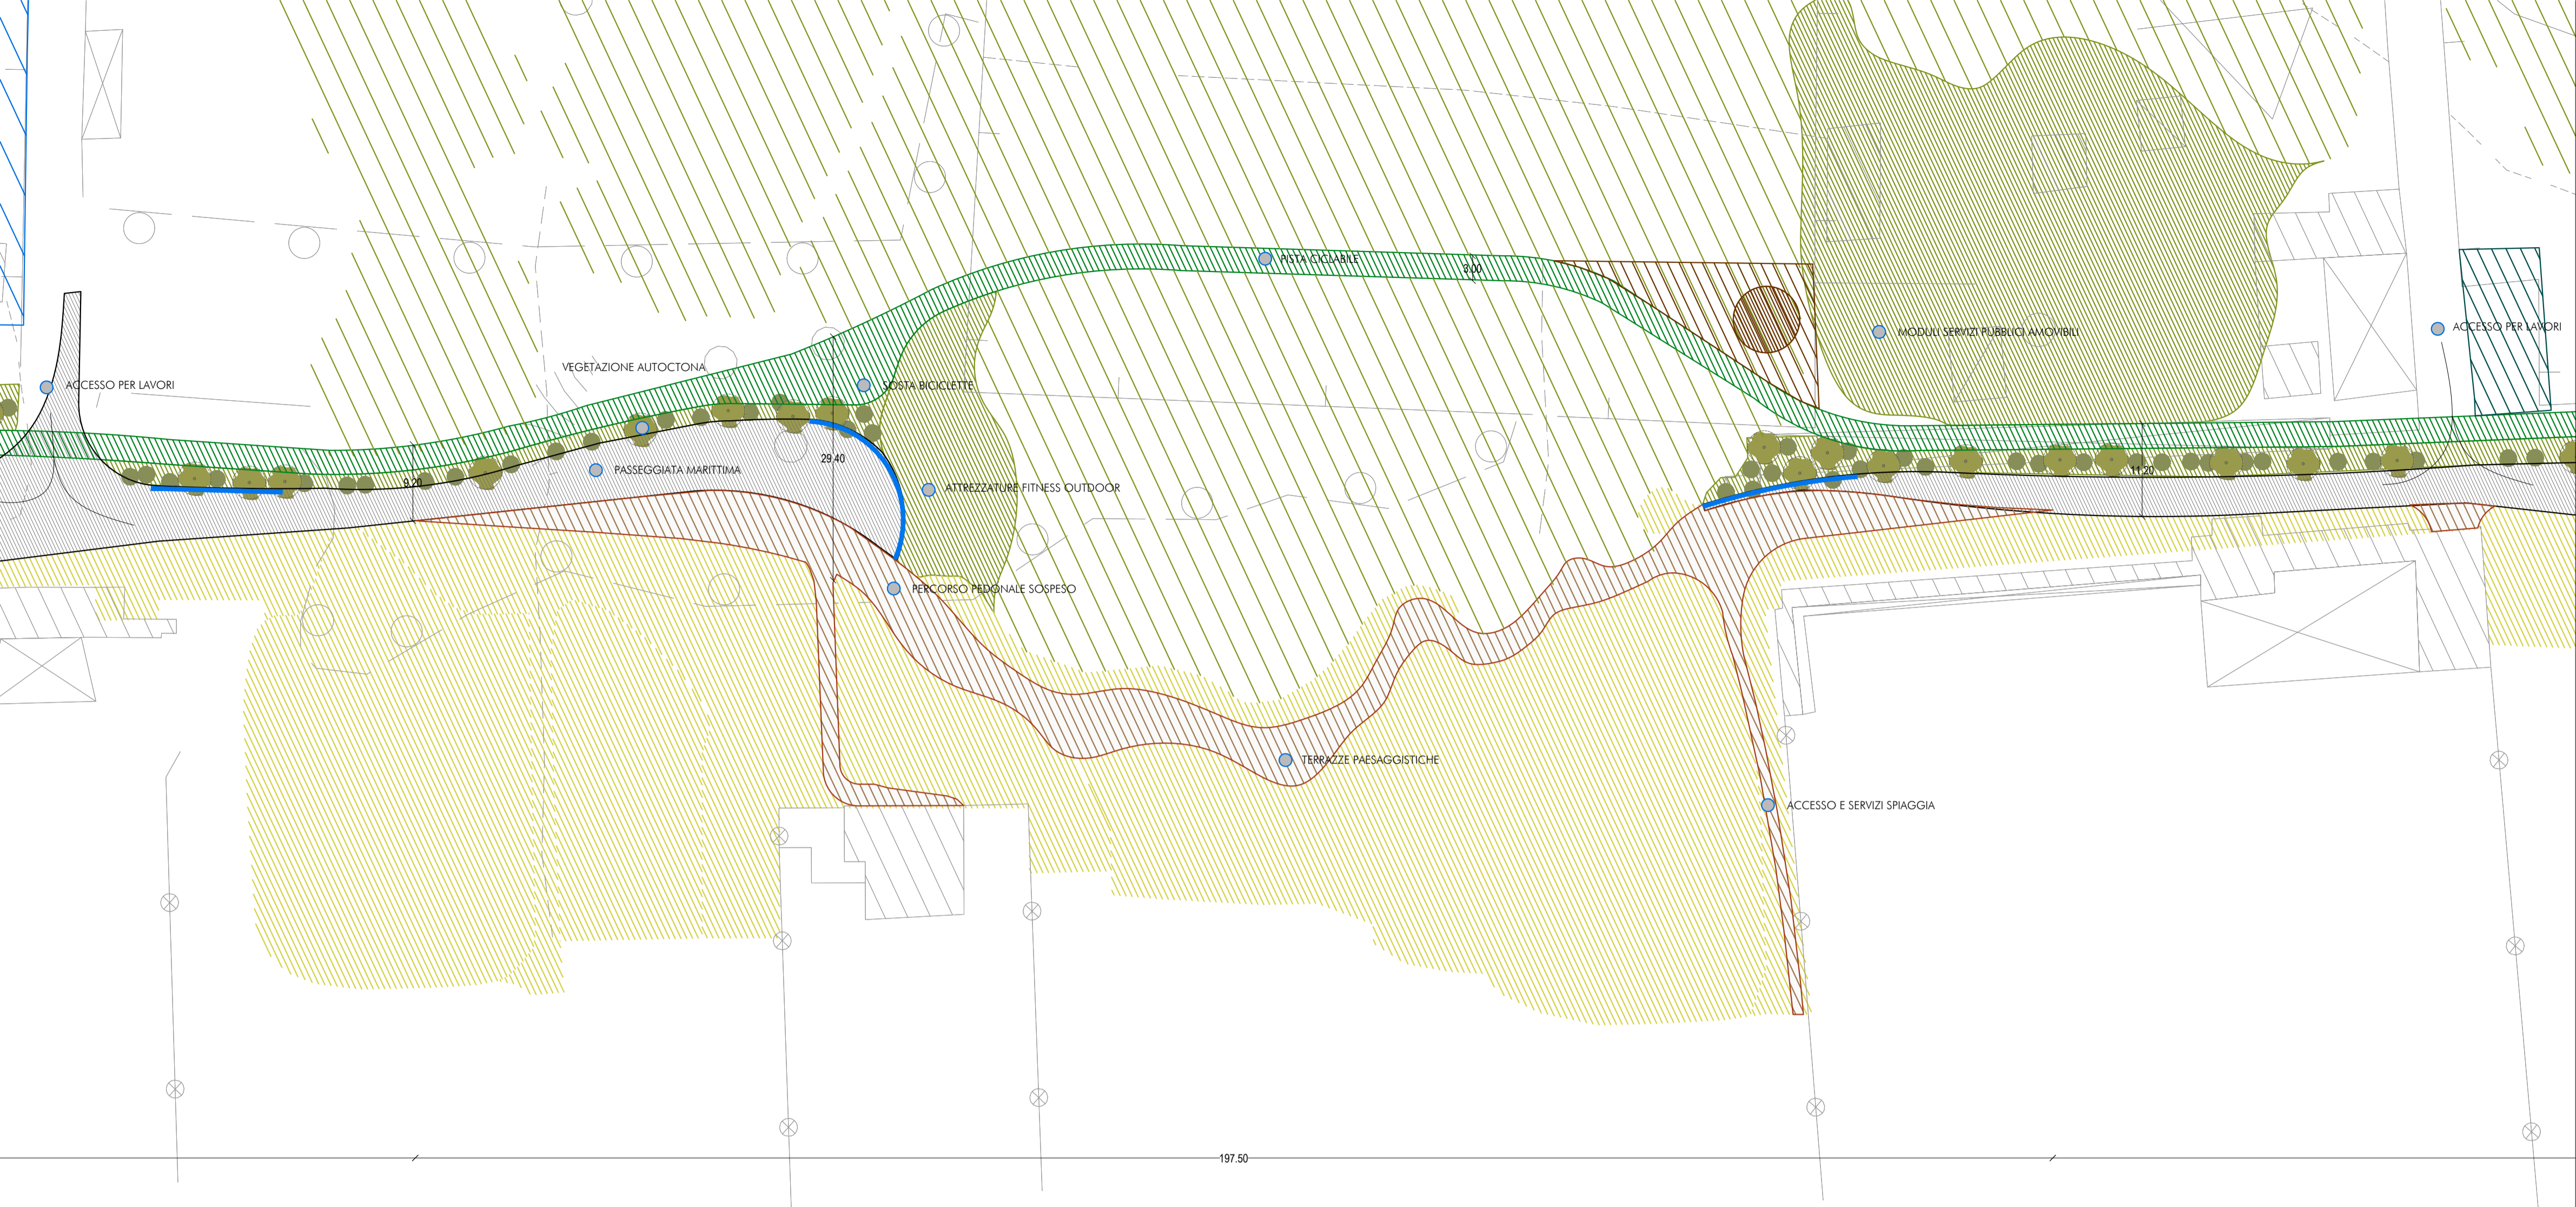 PISTA CICLABILE
3.00
ACCESSO PER LAVORI
MODULI SERVIZI PUBBLICI AMOVIBILI
VEGETAZIONE AUTOCTONA
ACCESSO PER LAVORI
SOSTA BICICLETTE
29.40
PASSEGGIATA MARITTIMA
11.20
9.20
ATTREZZATURE FITNESS OUTDOOR
PERCORSO PEDONALE SOSPESO
TERRAZZE PAESAGGISTICHE
ACCESSO E SERVIZI SPIAGGIA
197.50